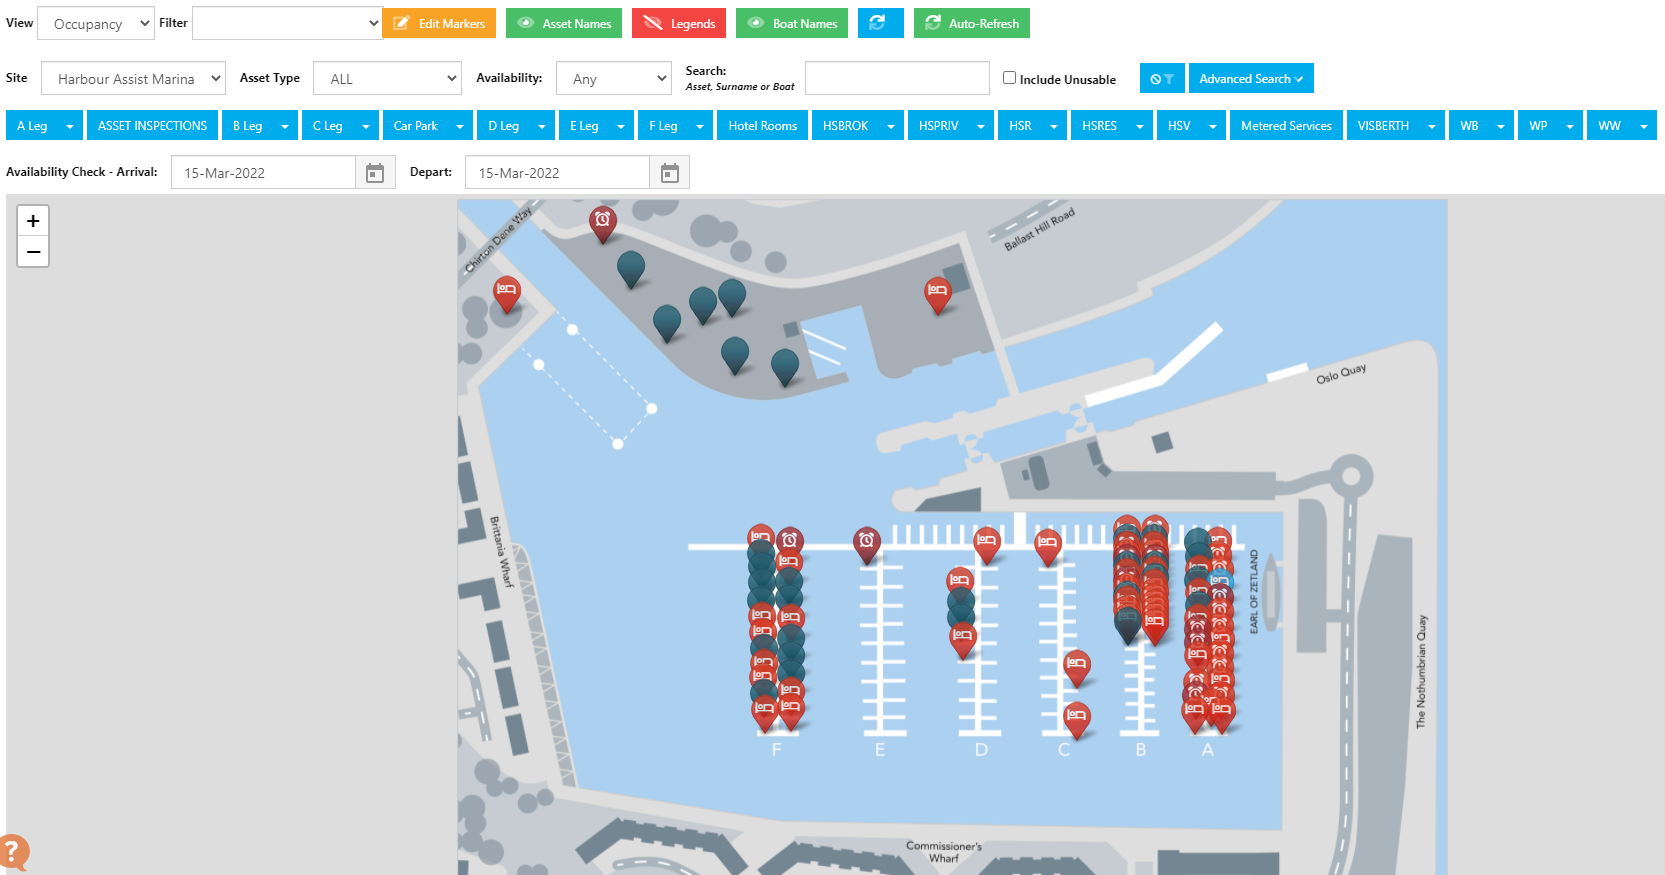 View Occupancy Filter Edit Markers Asset Names Legends Boat Names Auto-Refresh
Site Harbour Assist Marina Asset Type ALL Availability: Any Search: Asset, Surname or Boat Include Unusable Advanced Search
A Leg ASSET INSPECTIONS B Leg C Leg Car Park D Leg E Leg F Leg Hotel Rooms HSBROK HSPRIV HSR HSRES HSV Metered Services VISBERTH WB WP WW
Availability Check - Arrival: 15-Mar-2022 Depart: 15-Mar-2022
+
−
Chirton Dene Way
Ballast Hill Road
Oslo Quay
Brittania Wharf
EARL OF ZETLAND
The Nothumbrian Quay
F E D C B A
Commissioner's
Wharf
?